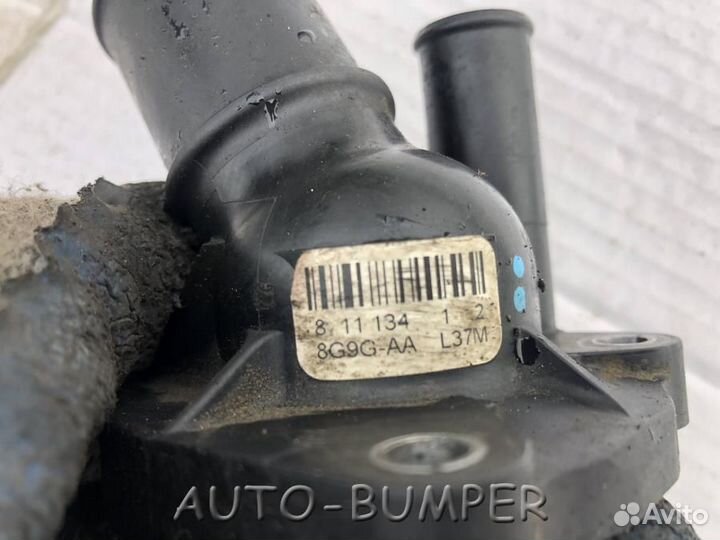 8 11 134 1 2
8G9G-AA L37M
AUTO-BUMPER
Avito